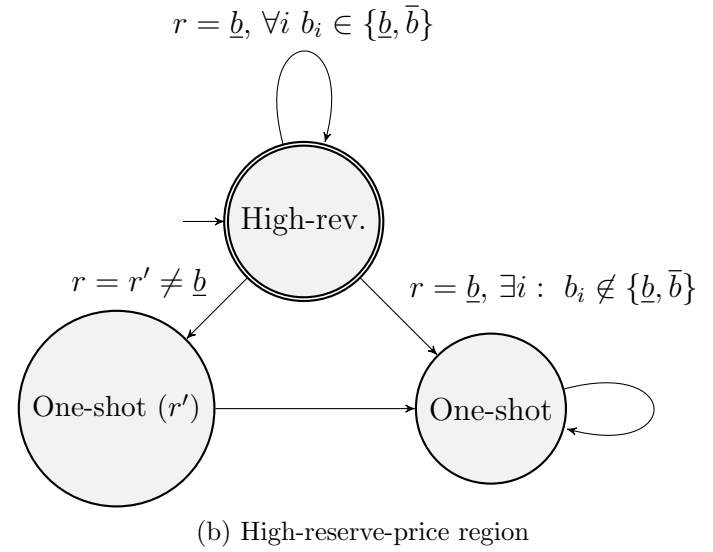 r = b̲, ∀i b_i ∈ {b̲, b̄}
High-rev.
r = r′ ≠ b̲
r = b̲, ∃i : b_i ∉ {b̲, b̄}
One-shot (r′)
One-shot
(b) High-reserve-price region